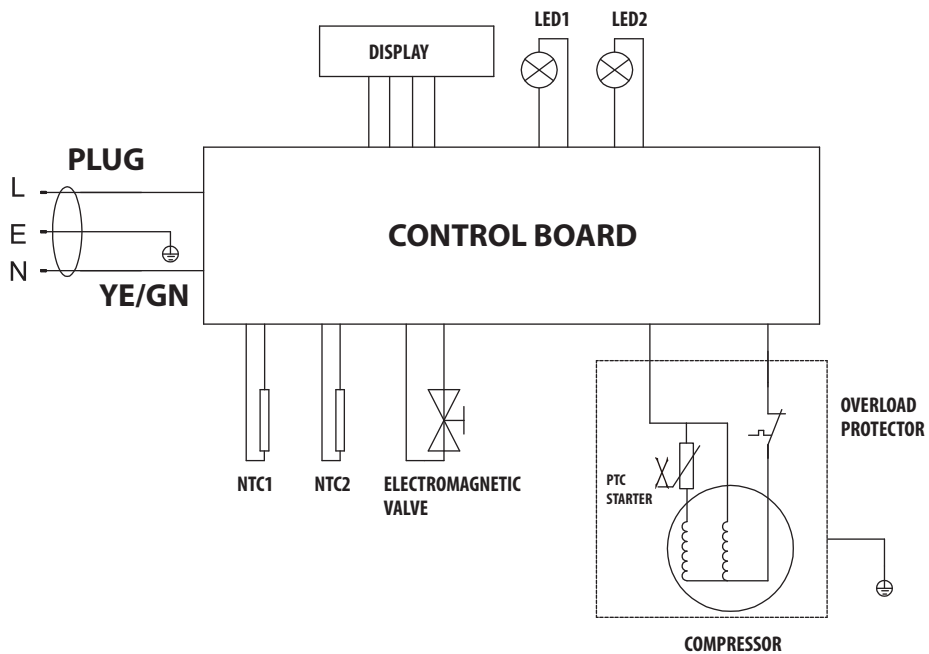 LED1
LED2
DISPLAY
PLUG
L
E
N
YE/GN
CONTROL BOARD
NTC1
NTC2
ELECTROMAGNETIC
VALVE
OVERLOAD
PROTECTOR
PTC
STARTER
COMPRESSOR